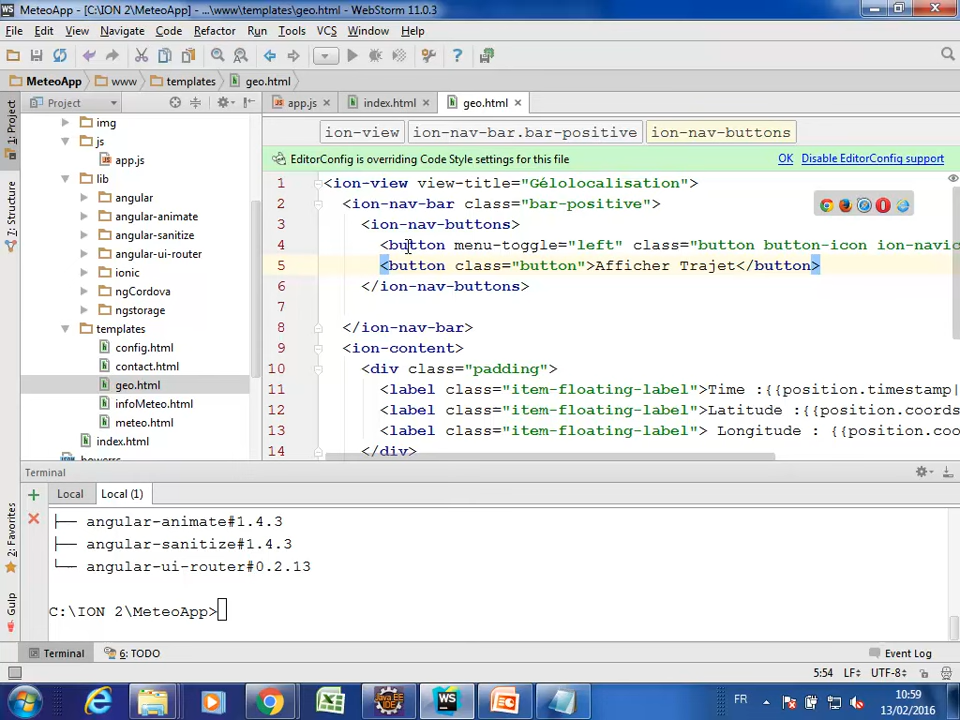 MeteoApp - [C:\ION 2\MeteoApp] - ...\www\templates\geo.html - WebStorm 11.0.3
File Edit View Navigate Code Refactor Run Tools VCS Window Help
MeteoApp www templates geo.html
Project app.js index.html geo.html
1: Project
7: Structure
2: Favorites
Gulp
img
js
app.js
lib
angular
angular-animate
angular-sanitize
angular-ui-router
ionic
ngCordova
ngstorage
templates
config.html
contact.html
geo.html
infoMeteo.html
meteo.html
index.html
.bowerrc
ion-view ion-nav-bar.bar-positive ion-nav-buttons
EditorConfig is overriding Code Style settings for this file OK Disable EditorConfig support
1 <ion-view view-title="Gélolocalisation">
2 <ion-nav-bar class="bar-positive">
3 <ion-nav-buttons>
4 <button menu-toggle="left" class="button button-icon ion-navic
5 <button class="button">Afficher Trajet</button>
6 </ion-nav-buttons>
7
8 </ion-nav-bar>
9 <ion-content>
10 <div class="padding">
11 <label class="item-floating-label">Time :{{position.timestamp|
12 <label class="item-floating-label">Latitude :{{position.coords
13 <label class="item-floating-label"> Longitude : {{position.coo
14 </div>
Terminal
Local Local (1)
├── angular-animate#1.4.3
├── angular-sanitize#1.4.3
└── angular-ui-router#0.2.13
C:\ION 2\MeteoApp>
Terminal 6: TODO Event Log
5:54 LF÷ UTF-8÷
WS FR 10:59
13/02/2016